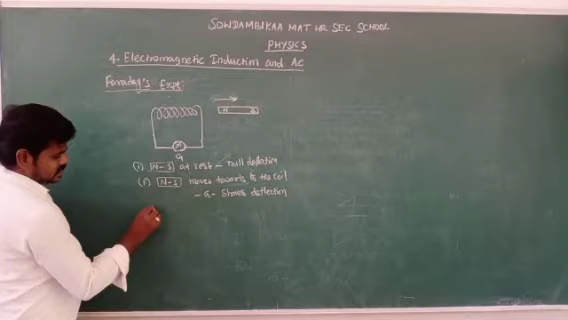 SOWDAMBIKAA MAT HR SEC SCHOOL
PHYSICS
4. Electromagnetic Induction and AC
Faraday's Expt:
N S
G
(i) N-S at rest - null deflection
(ii) N-S moves towards to the coil
- G - shows deflection